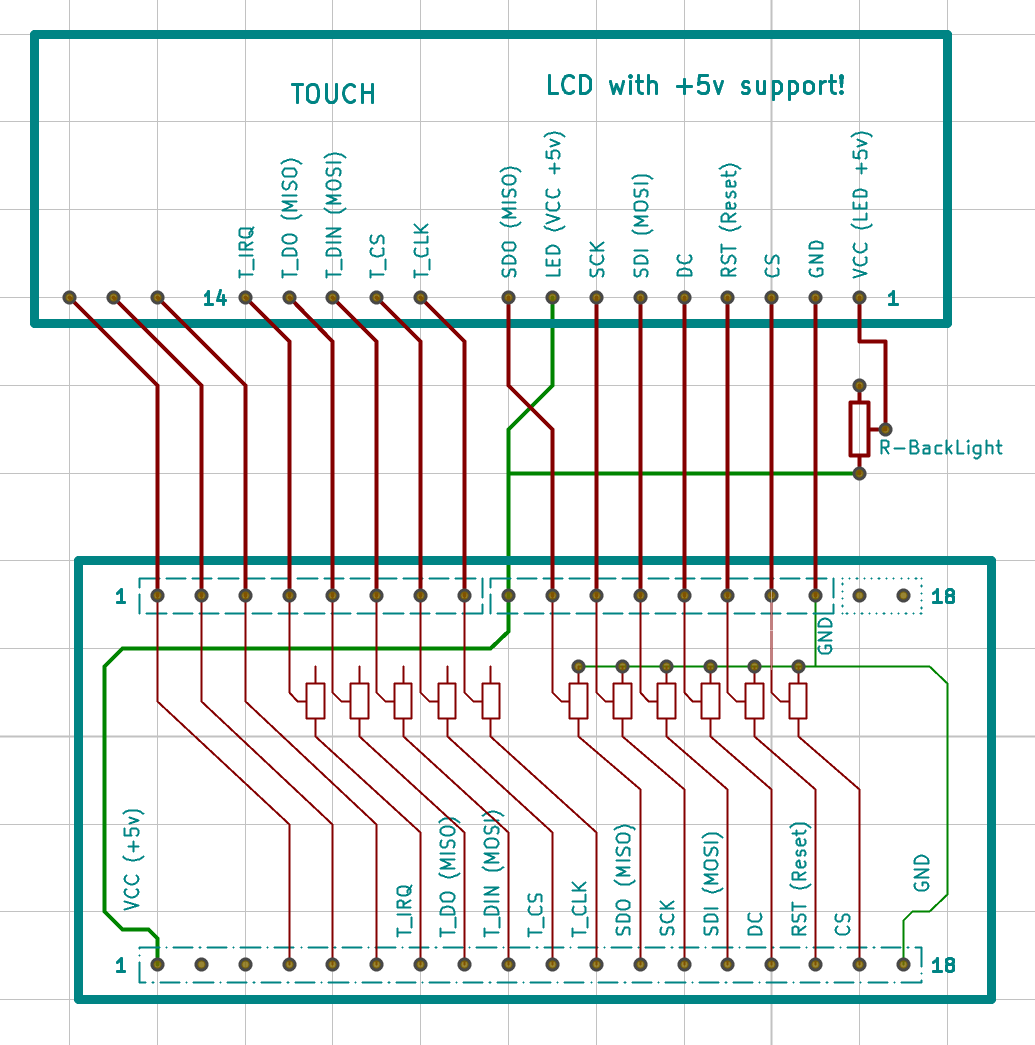 TOUCH
LCD with +5v support!
T_IRQ
T_DO (MISO)
T_DIN (MOSI)
T_CS
T_CLK
SDO (MISO)
LED (VCC +5v)
SCK
SDI (MOSI)
DC
RST (Reset)
CS
GND
VCC (LED +5v)
14
1
R-BackLight
1
18
GND
VCC (+5v)
T_IRQ
T_DO (MISO)
T_DIN (MOSI)
T_CS
T_CLK
SDO (MISO)
SCK
SDI (MOSI)
DC
RST (Reset)
CS
GND
1
18